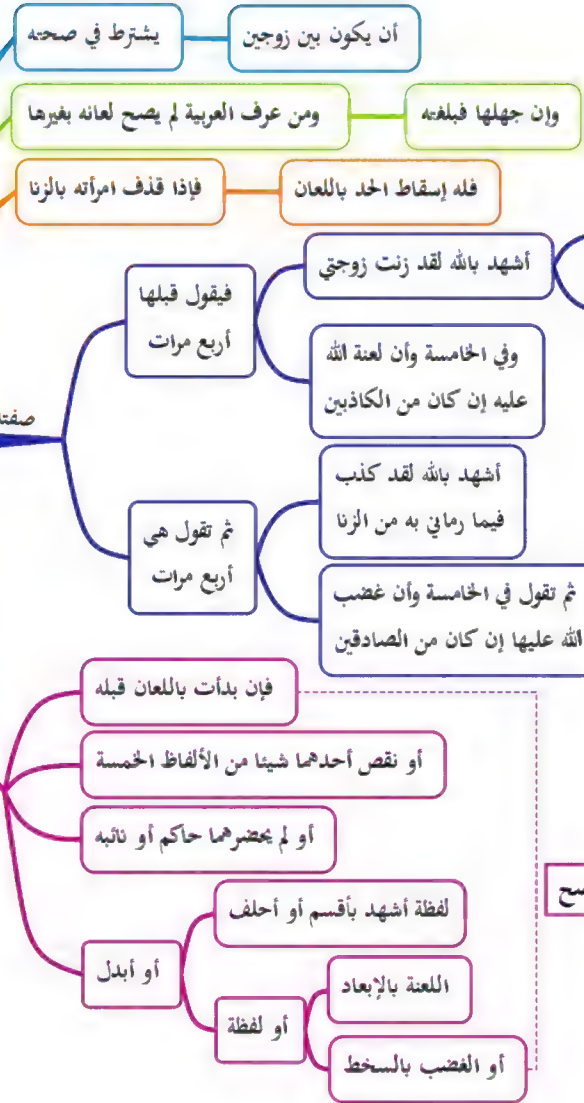 يشترط في صحته
أن يكون بين زوجين
ومن عرف العربية لم يصح لعانه بغيرها
وإن جهلها فبلغته
فإذا قذف امرأته بالزنا
فله إسقاط الحد باللعان
فيقول قبلها
أربع مرات
أشهد بالله لقد زنت زوجتي
وفي الخامسة وأن لعنة الله
عليه إن كان من الكاذبين
ثم تقول هي
أربع مرات
أشهد بالله لقد كذب
فيما رماني به من الزنا
ثم تقول في الخامسة وأن غضب
الله عليها إن كان من الصادقين
فإن بدأت باللعان قبله
أو نقص أحدهما شيئا من الألفاظ الخمسة
أو لم يحضرهما حاكم أو نائبه
أو أبدل
لفظة أشهد بأقسم أو أحلف
أو لفظة
اللعنة بالإبعاد
أو الغضب بالسخط